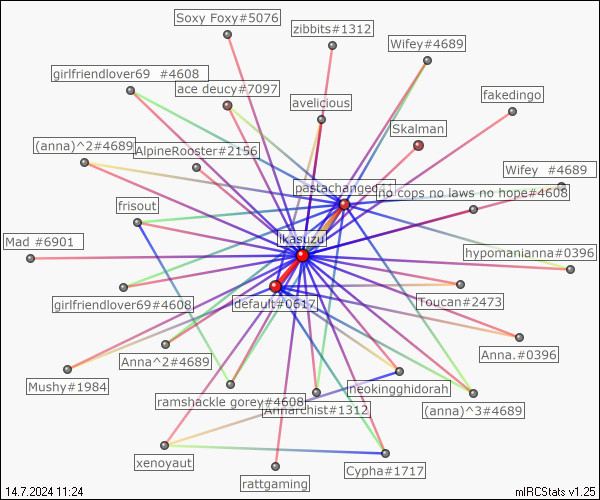 Soxy Foxy#5076
zibbits#1312
Wifey#4689
girlfriendlover69 #4608
ace deucy#7097
avelicious
fakedingo
Skalman
(anna)^2#4689
AlpineRooster#2156
Wifey #4689
pastachanged41
no cops no laws no hope#4608
frisout
Mad #6901
ikasuzu
hypomanianna#0396
girlfriendlover69#4608
default#0617
Toucan#2473
Anna^2#4689
Anna.#0396
Mushy#1984
neokingghidorah
ramshackle gorey#4608
Annarchist#1312
(anna)^3#4689
xenoyaut
Cypha#1717
rattgaming
14.7.2024 11:24
mIRCStats v1.25